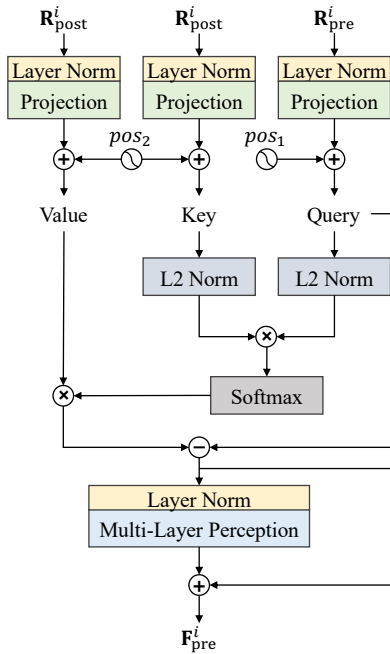 R^i_post R^i_post R^i_pre
Layer Norm Layer Norm Layer Norm
Projection Projection Projection
pos_2 pos_1
Value Key Query
L2 Norm L2 Norm
Softmax
Layer Norm
Multi-Layer Perception
F^i_pre